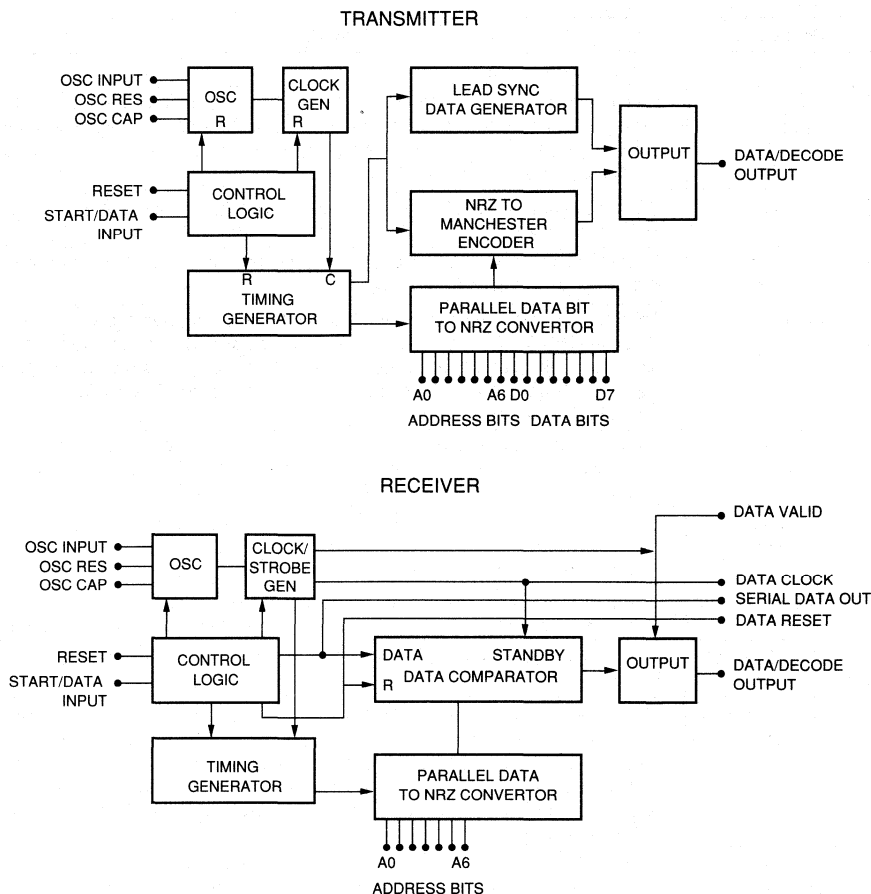 TRANSMITTER
OSC INPUT
OSC RES
OSC CAP
OSC
R
CLOCK
GEN
R
LEAD SYNC
DATA GENERATOR
OUTPUT
DATA/DECODE
OUTPUT
RESET
START/DATA
INPUT
CONTROL
LOGIC
NRZ TO
MANCHESTER
ENCODER
R
C
TIMING
GENERATOR
PARALLEL DATA BIT
TO NRZ CONVERTOR
A0
A6
D0
D7
ADDRESS BITS
DATA BITS
RECEIVER
OSC INPUT
OSC RES
OSC CAP
OSC
CLOCK/
STROBE
GEN
DATA VALID
DATA CLOCK
SERIAL DATA OUT
DATA RESET
RESET
START/DATA
INPUT
CONTROL
LOGIC
DATA
STANDBY
DATA COMPARATOR
R
OUTPUT
DATA/DECODE
OUTPUT
TIMING
GENERATOR
PARALLEL DATA
TO NRZ CONVERTOR
A0
A6
ADDRESS BITS